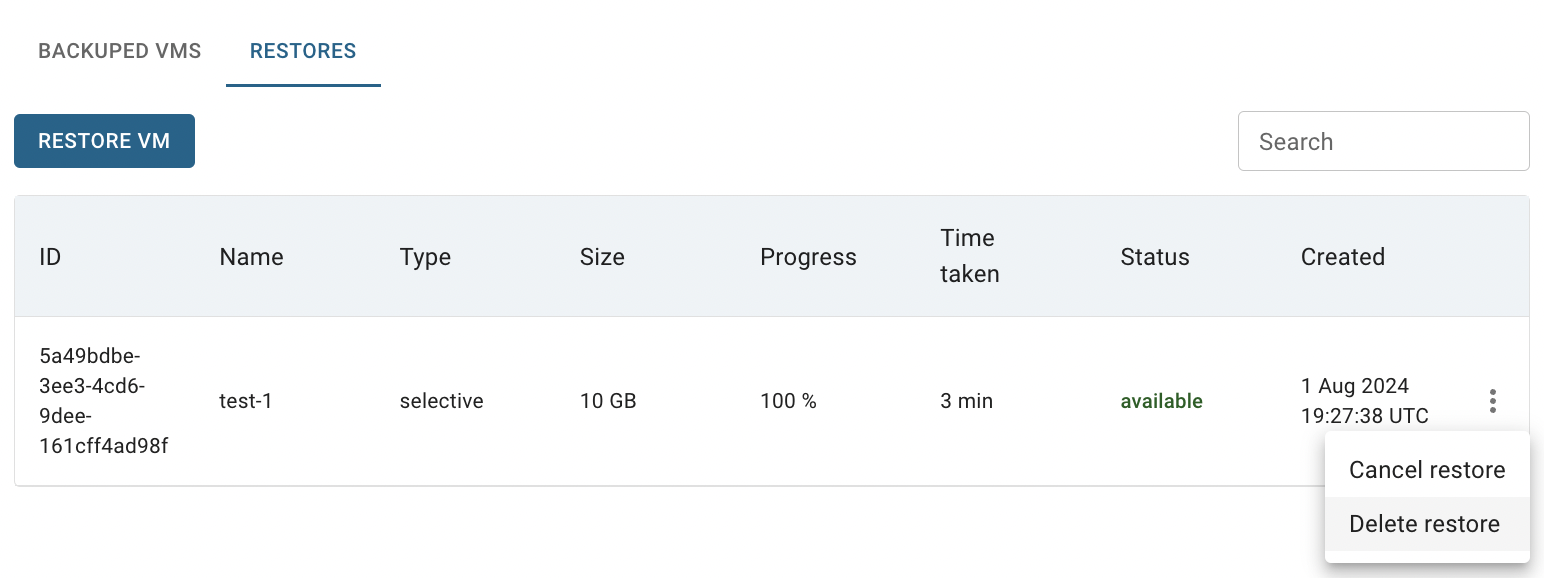 BACKUPED VMS
RESTORES
RESTORE VM
Search
ID
Name
Type
Size
Progress
Time
taken
Status
Created
5a49bdbe-
3ee3-4cd6-
9dee-
161cff4ad98f
test-1
selective
10 GB
100 %
3 min
available
1 Aug 2024
19:27:38 UTC
Cancel restore
Delete restore